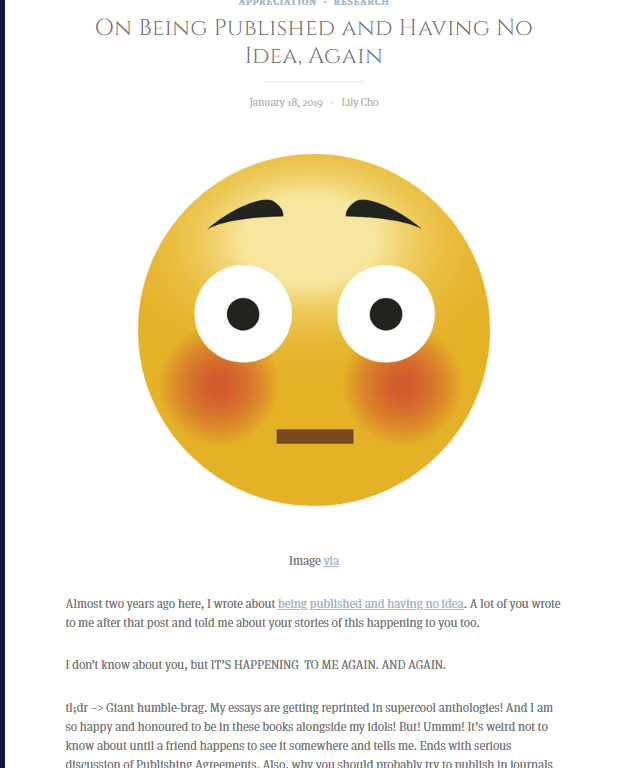 APPRECIATION · RESEARCH
On Being Published and Having No
Idea, Again
January 18, 2019 · Lily Cho
Image via
Almost two years ago here, I wrote about being published and having no idea. A lot of you wrote
to me after that post and told me about your stories of this happening to you too.
I don't know about you, but IT'S HAPPENING  TO ME AGAIN. AND AGAIN.
tl;dr –> Giant humble-brag. My essays are getting reprinted in supercool anthologies! And I am
so happy and honoured to be in these books alongside my idols! But! Ummm! It's weird not to
know about until a friend happens to see it somewhere and tells me. Ends with serious
discussion of Publishing Agreements. Also, why you should probably try to publish in journals